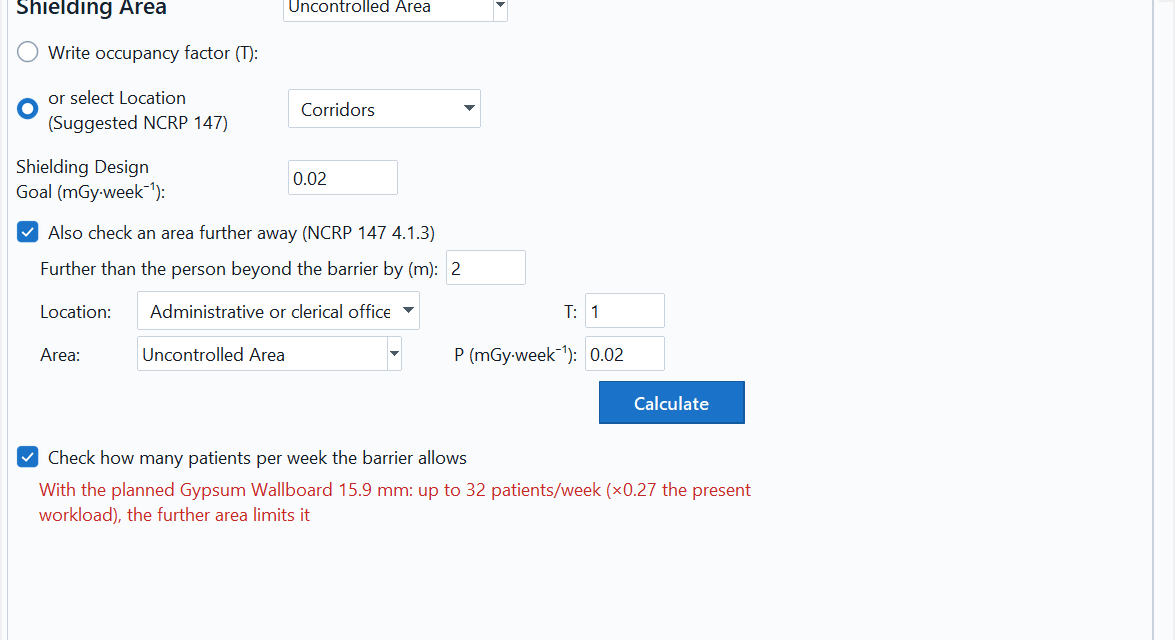 Shielding Area
Uncontrolled Area
Write occupancy factor (T):
or select Location
(Suggested NCRP 147)
Corridors
Shielding Design
Goal (mGy·week⁻¹):
0.02
Also check an area further away (NCRP 147 4.1.3)
Further than the person beyond the barrier by (m): 2
Location: Administrative or clerical office T: 1
Area: Uncontrolled Area P (mGy·week⁻¹): 0.02
Calculate
Check how many patients per week the barrier allows
With the planned Gypsum Wallboard 15.9 mm: up to 32 patients/week (×0.27 the present
workload), the further area limits it